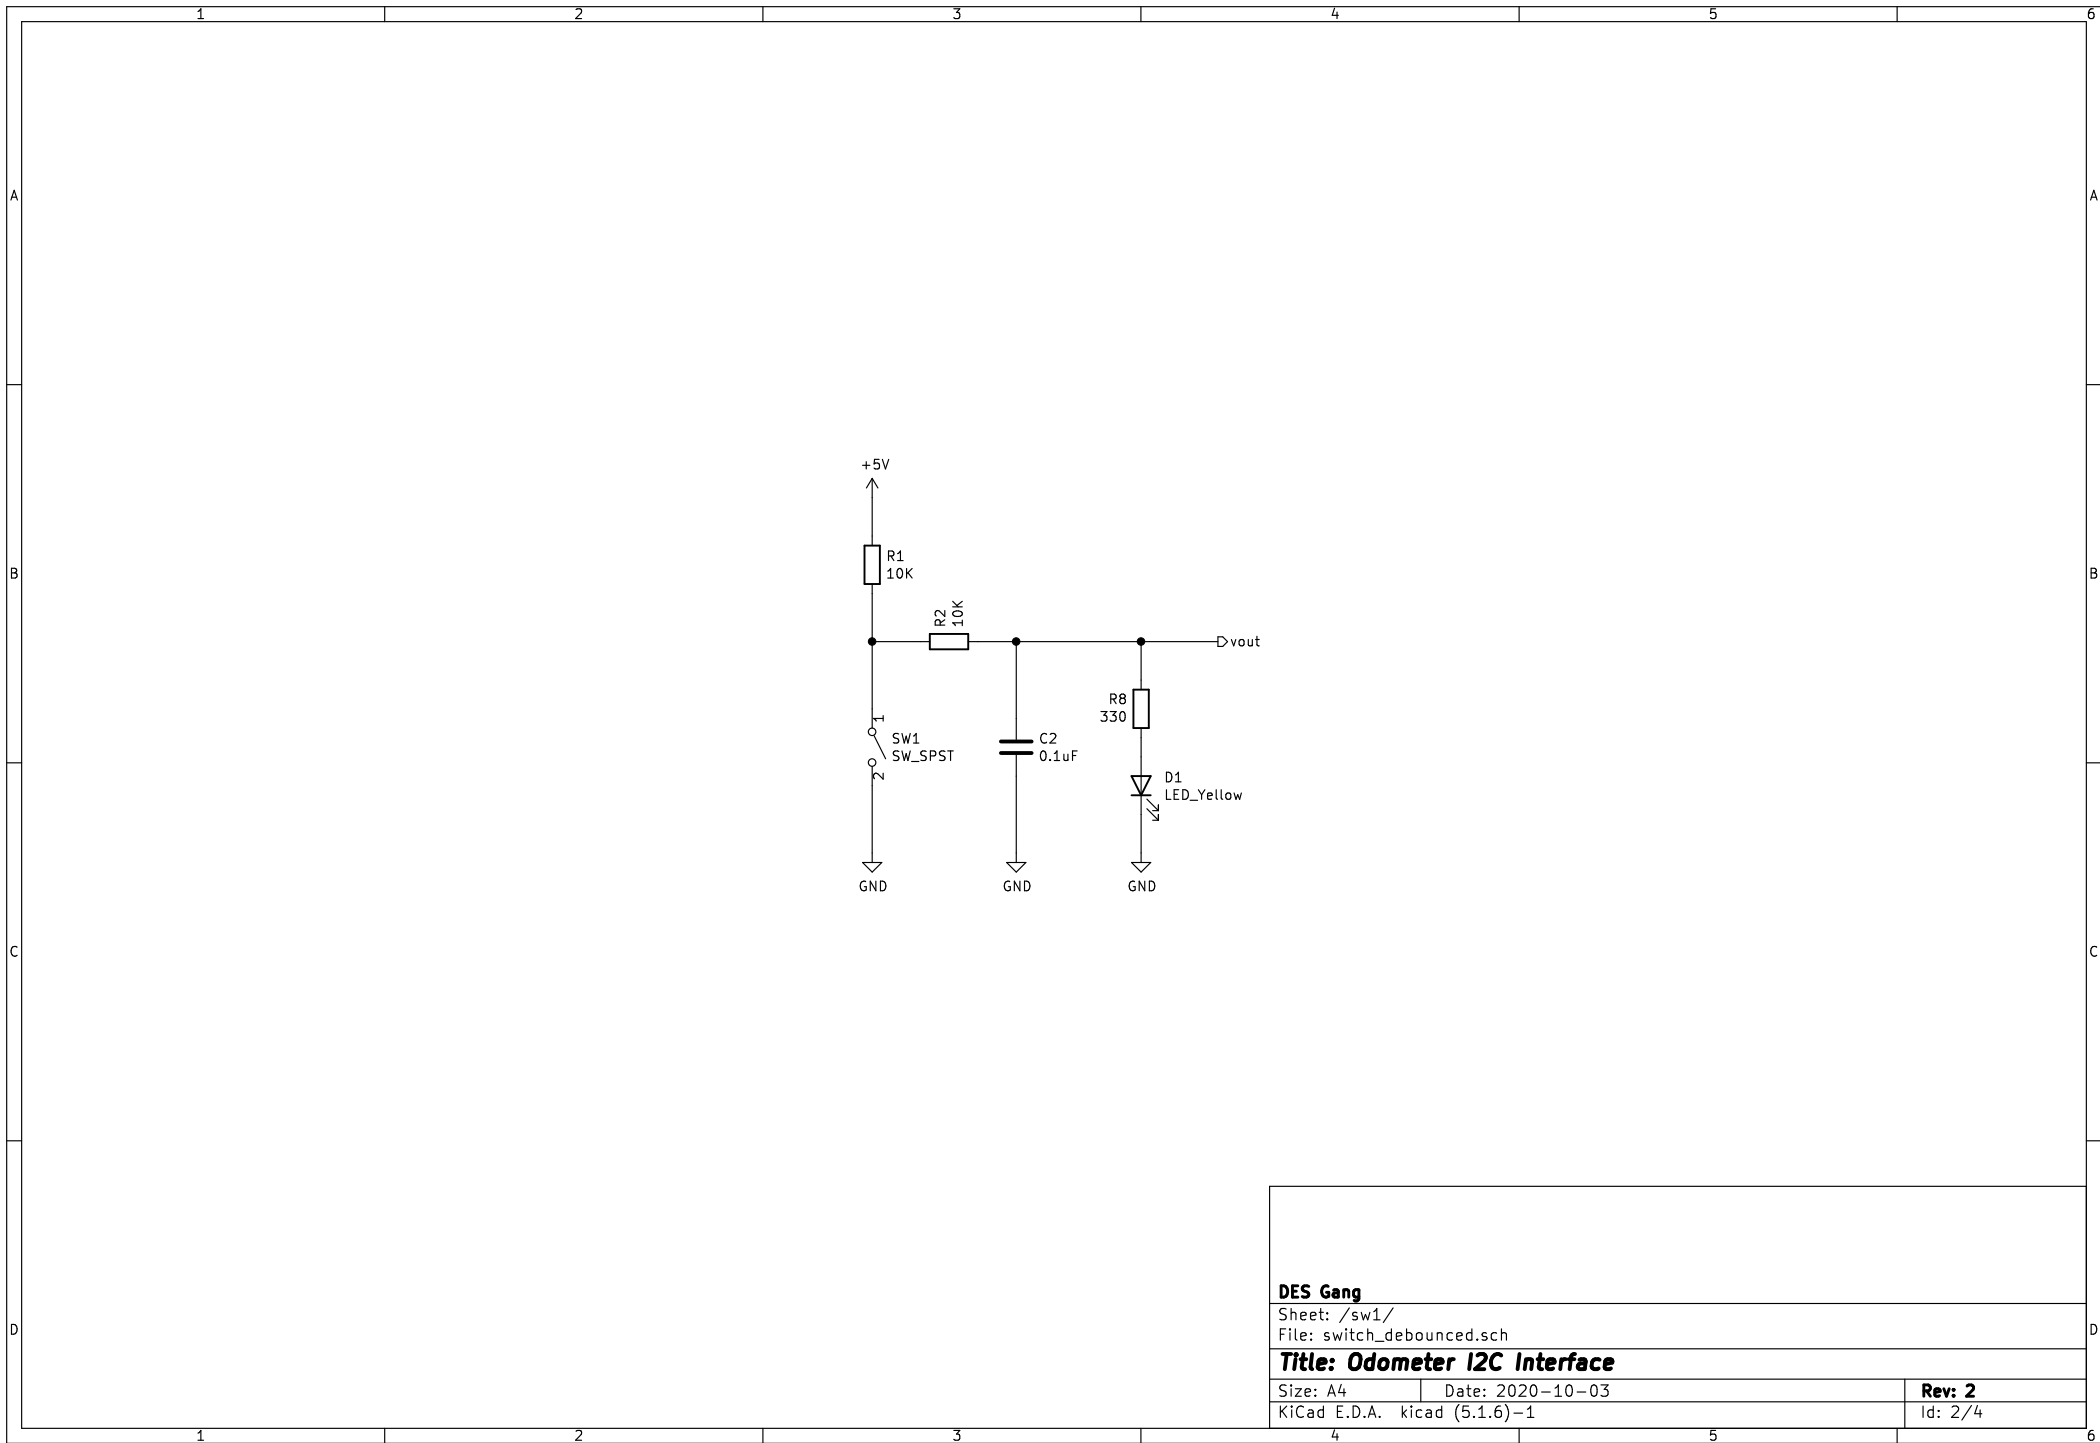 1 2 3 4 5 6
A A
+5V
R1
10K
B B
R2
10K
vout
R8
330
1
SW1
SW_SPST
2
C2
0.1uF
D1
LED_Yellow
GND GND GND
C C
DES Gang
Sheet: /sw1/
File: switch_debounced.sch
D D
Title: Odometer I2C Interface
Size: A4 Date: 2020-10-03 Rev: 2
KiCad E.D.A. kicad (5.1.6)-1 Id: 2/4
1 2 3 4 5 6